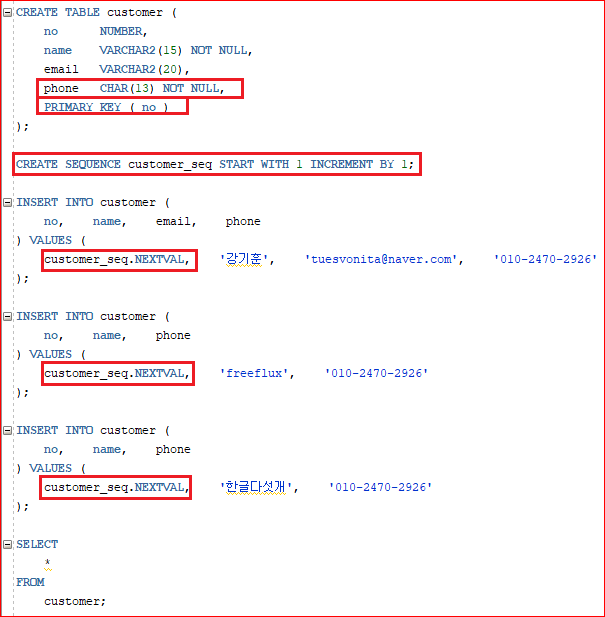 CREATE TABLE customer (
no NUMBER,
name VARCHAR2(15) NOT NULL,
email VARCHAR2(20),
phone CHAR(13) NOT NULL,
PRIMARY KEY ( no )
);
CREATE SEQUENCE customer_seq START WITH 1 INCREMENT BY 1;
INSERT INTO customer (
no, name, email, phone
) VALUES (
customer_seq.NEXTVAL, '강기훈', 'tuesvonita@naver.com', '010-2470-2926'
);
INSERT INTO customer (
no, name, phone
) VALUES (
customer_seq.NEXTVAL, 'freeflux', '010-2470-2926'
);
INSERT INTO customer (
no, name, phone
) VALUES (
customer_seq.NEXTVAL, '한글다섯개', '010-2470-2926'
);
SELECT
*
FROM
customer;